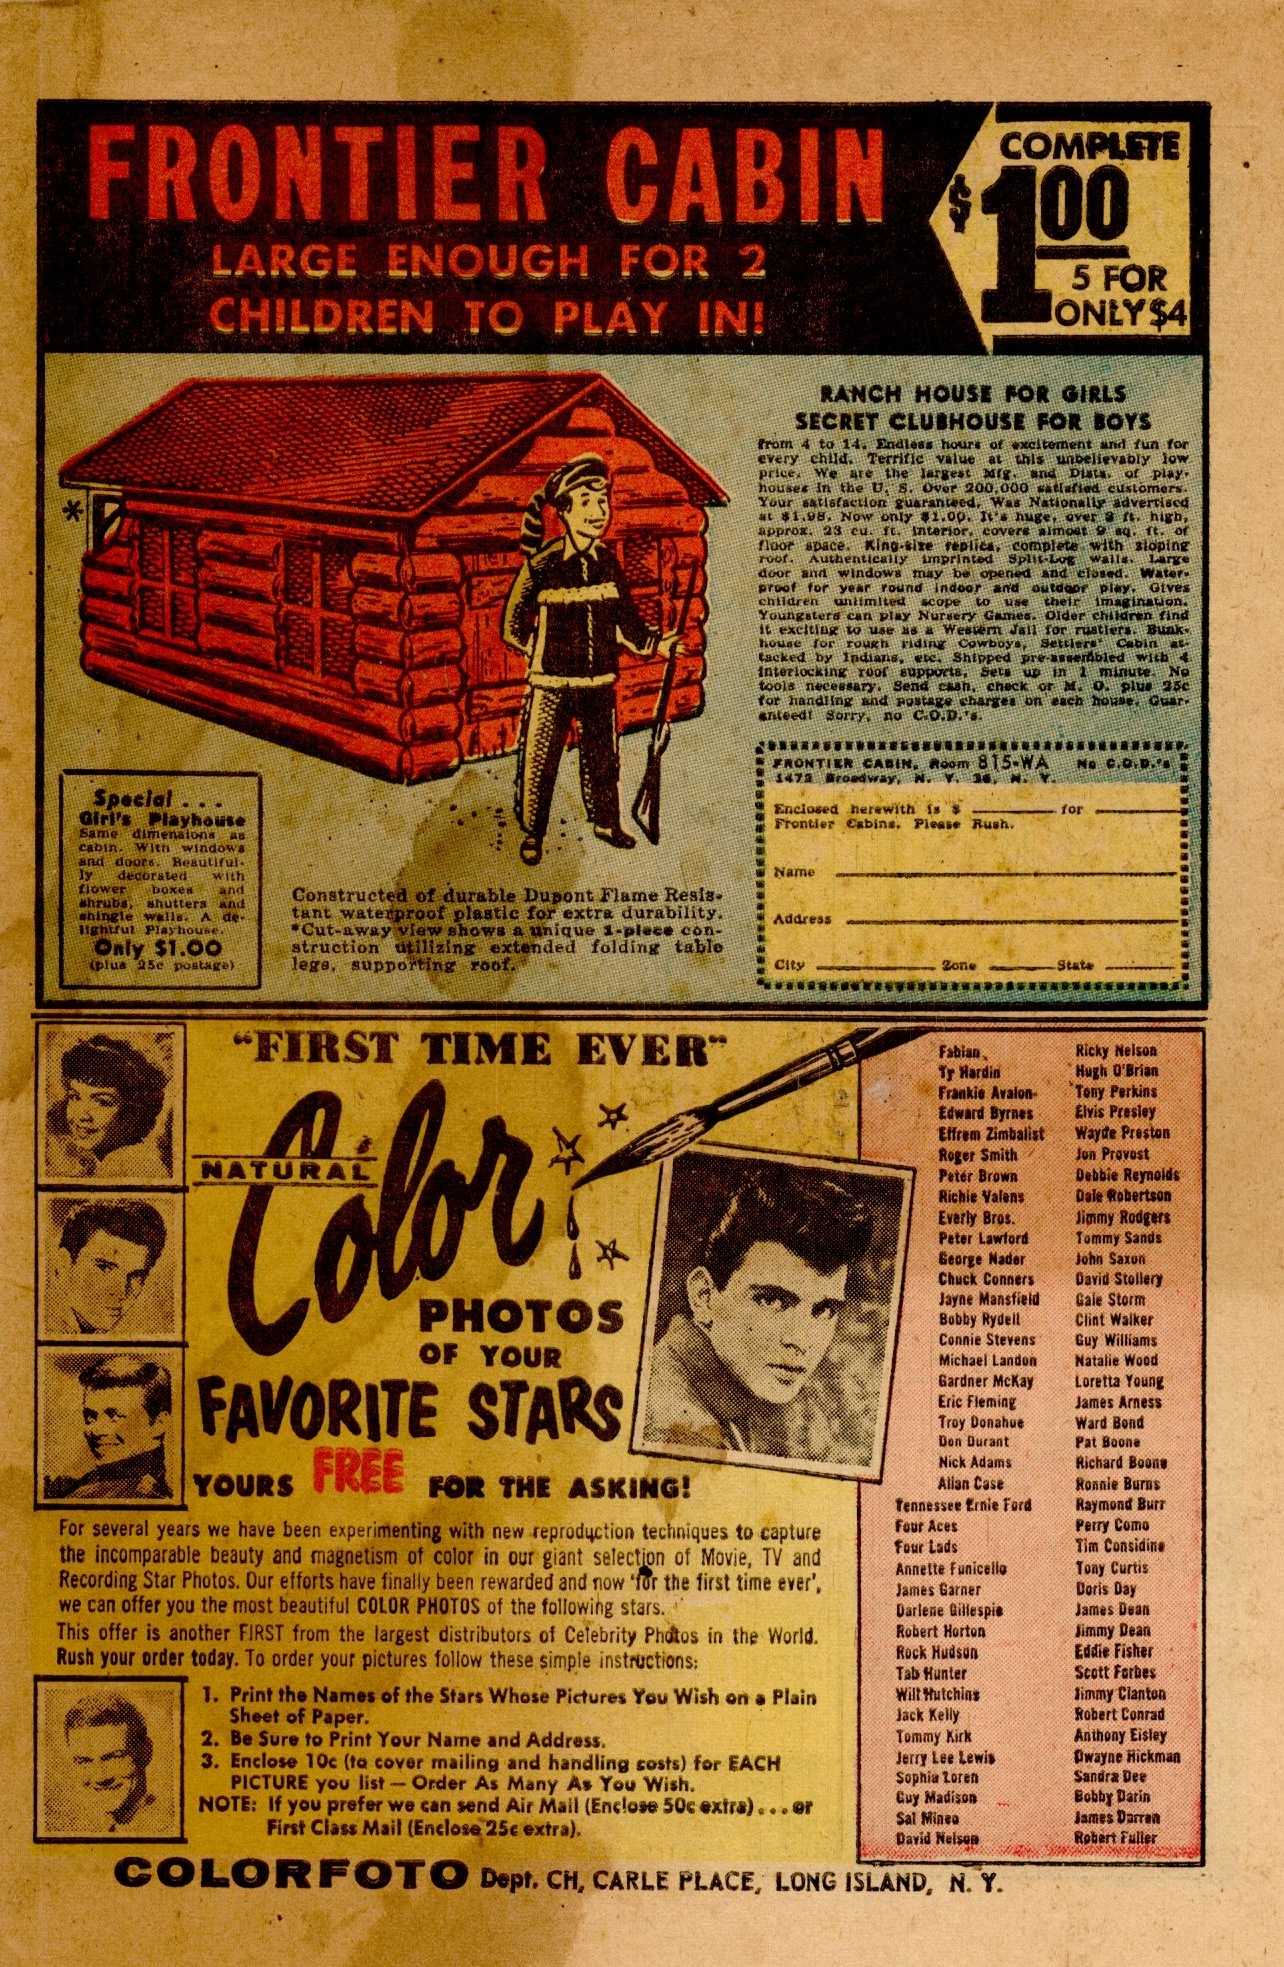 FRONTIER CABIN
LARGE ENOUGH FOR 2
CHILDREN TO PLAY IN!
COMPLETE
$1.00
5 FOR
ONLY $4
RANCH HOUSE FOR GIRLS
SECRET CLUBHOUSE FOR BOYS
from 4 to 14. Endless hours of excitement and fun for
every child. Terrific value at this unbelievably low
price. We are the largest Mfg. and Dists. of play-
houses in the U. S. Over 200,000 satisfied customers.
Your satisfaction guaranteed. Was Nationally advertised
at $1.98. Now only $1.00. It's huge, over 3 ft. high,
approx. 23 cu. ft. interior, covers almost 9 sq. ft. of
floor space. King-size replica, complete with sloping
roof. Authentically imprinted Split-Log walls. Large
door and windows may be opened and closed. Water-
proof for year round indoor and outdoor play. Gives
children unlimited scope to use their imagination.
Youngsters can play Nursery Games. Older children find
it exciting to use as a Western Jail for rustlers. Bunk-
house for rough riding Cowboys, Settlers Cabin at-
tacked by Indians, etc. Shipped pre-assembled with 4
interlocking roof supports. Sets up in 1 minute. No
tools necessary. Send cash, check or M. O. plus 25c
for handling and postage charges on each house. Guar-
anteed! Sorry, no C.O.D.'s.
*
FRONTIER CABIN, Room 815-WA No C.O.D.'s
1472 Broadway, N. Y. 36, N. Y.
Enclosed herewith is $ for
Frontier Cabins. Please Rush.
Name
Address
City Zone State
Special . . .
Girl's Playhouse
Same dimensions as
cabin. With windows
and doors. Beautiful-
ly decorated with
flower boxes and
shrubs, shutters and
shingle walls. A de-
lightful Playhouse.
Only $1.00
(plus 25c postage)
Constructed of durable Dupont Flame Resis-
tant waterproof plastic for extra durability.
*Cut-away view shows a unique 1-piece con-
struction utilizing extended folding table
legs, supporting roof.
"FIRST TIME EVER"
NATURAL
Color
PHOTOS
OF YOUR
FAVORITE STARS
YOURS FREE FOR THE ASKING!
For several years we have been experimenting with new reproduction techniques to capture
the incomparable beauty and magnetism of color in our giant selection of Movie, TV and
Recording Star Photos. Our efforts have finally been rewarded and now 'for the first time ever',
we can offer you the most beautiful COLOR PHOTOS of the following stars.
This offer is another FIRST from the largest distributors of Celebrity Photos in the World.
Rush your order today. To order your pictures follow these simple instructions:
1. Print the Names of the Stars Whose Pictures You Wish on a Plain
Sheet of Paper.
2. Be Sure to Print Your Name and Address.
3. Enclose 10c (to cover mailing and handling costs) for EACH
PICTURE you list — Order As Many As You Wish.
NOTE: If you prefer we can send Air Mail (Enclose 50c extra) . . . or
First Class Mail (Enclose 25c extra).
Fabian
Ty Hardin
Frankie Avalon
Edward Byrnes
Effrem Zimbalist
Roger Smith
Peter Brown
Richie Valens
Everly Bros.
Peter Lawford
George Nader
Chuck Conners
Jayne Mansfield
Bobby Rydell
Connie Stevens
Michael Landon
Gardner McKay
Eric Fleming
Troy Donahue
Don Durant
Nick Adams
Allan Case
Tennessee Ernie Ford
Four Aces
Four Lads
Annette Funicello
James Garner
Darlene Gillespie
Robert Horton
Rock Hudson
Tab Hunter
Wilt Hutchins
Jack Kelly
Tommy Kirk
Jerry Lee Lewis
Sophia Loren
Guy Madison
Sal Mineo
David Nelson
Ricky Nelson
Hugh O'Brian
Tony Perkins
Elvis Presley
Wayde Preston
Jon Provost
Debbie Reynolds
Dale Robertson
Jimmy Rodgers
Tommy Sands
John Saxon
David Stollery
Gale Storm
Clint Walker
Guy Williams
Natalie Wood
Loretta Young
James Arness
Ward Bond
Pat Boone
Richard Boone
Ronnie Burns
Raymond Burr
Perry Como
Tim Considine
Tony Curtis
Doris Day
James Dean
Jimmy Dean
Eddie Fisher
Scott Forbes
Jimmy Clanton
Robert Conrad
Anthony Eisley
Dwayne Hickman
Sandra Dee
Bobby Darin
James Darren
Robert Fuller
COLORFOTO Dept. CH, CARLE PLACE, LONG ISLAND, N. Y.